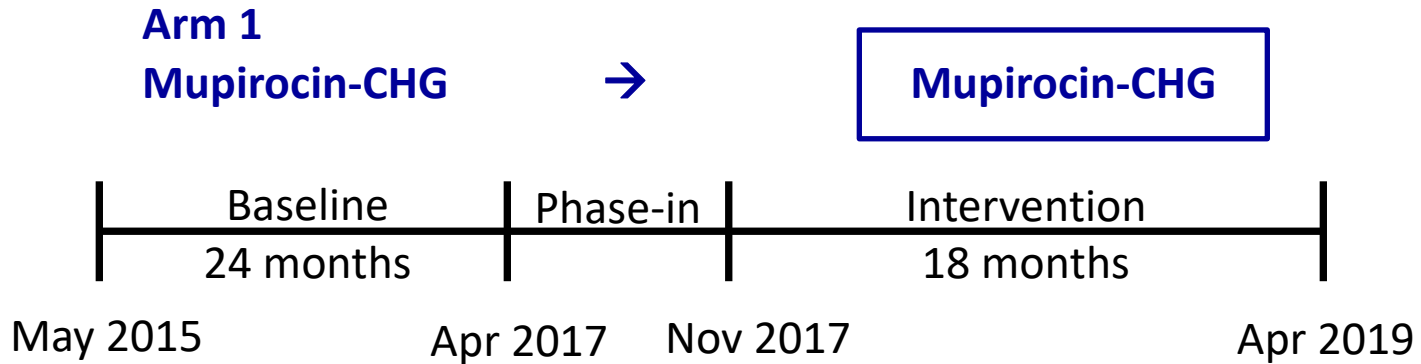 Arm 1
Mupirocin-CHG → Mupirocin-CHG
Baseline Phase-in Intervention
24 months 18 months
May 2015 Apr 2017 Nov 2017 Apr 2019